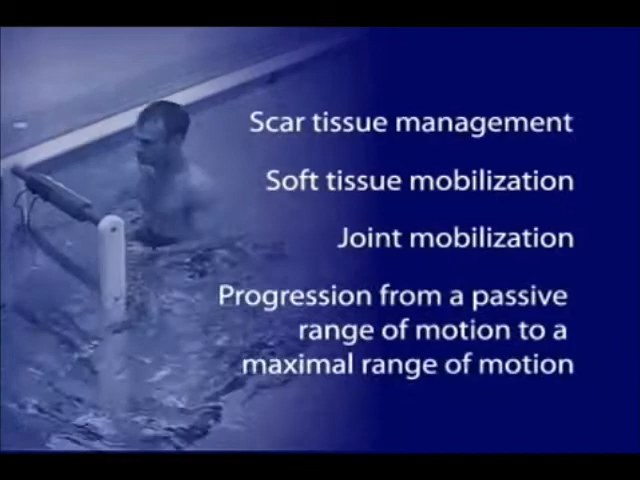 Scar tissue management
Soft tissue mobilization
Joint mobilization
Progression from a passive
range of motion to a
maximal range of motion